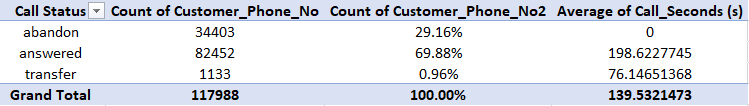 Call Status Count of Customer_Phone_No Count of Customer_Phone_No2 Average of Call_Seconds (s)
abandon 34403 29.16% 0
answered 82452 69.88% 198.6227745
transfer 1133 0.96% 76.14651368
Grand Total 117988 100.00% 139.5321473